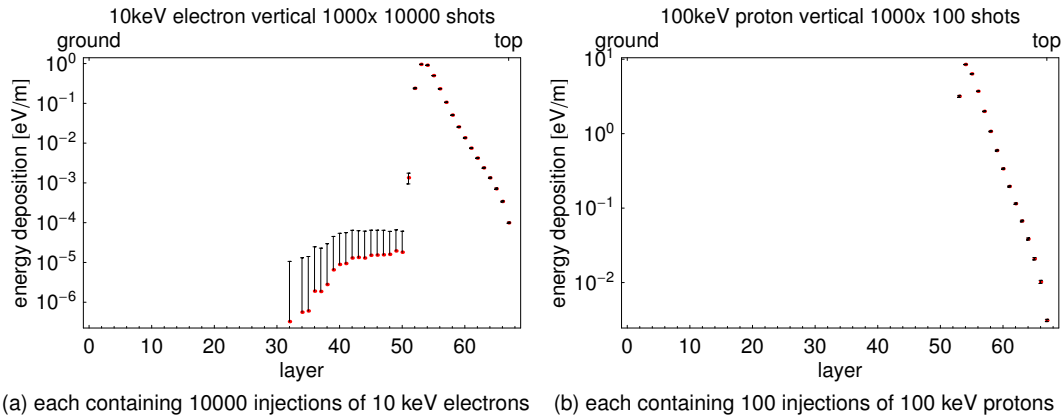 10keV electron vertical 1000x 10000 shots
ground top
energy deposition [eV/m]
10^0
10^-1
10^-2
10^-3
10^-4
10^-5
10^-6
0 10 20 30 40 50 60
layer
(a) each containing 10000 injections of 10 keV electrons
100keV proton vertical 1000x 100 shots
ground top
energy deposition [eV/m]
10^1
10^0
10^-1
10^-2
0 10 20 30 40 50 60
layer
(b) each containing 100 injections of 100 keV protons